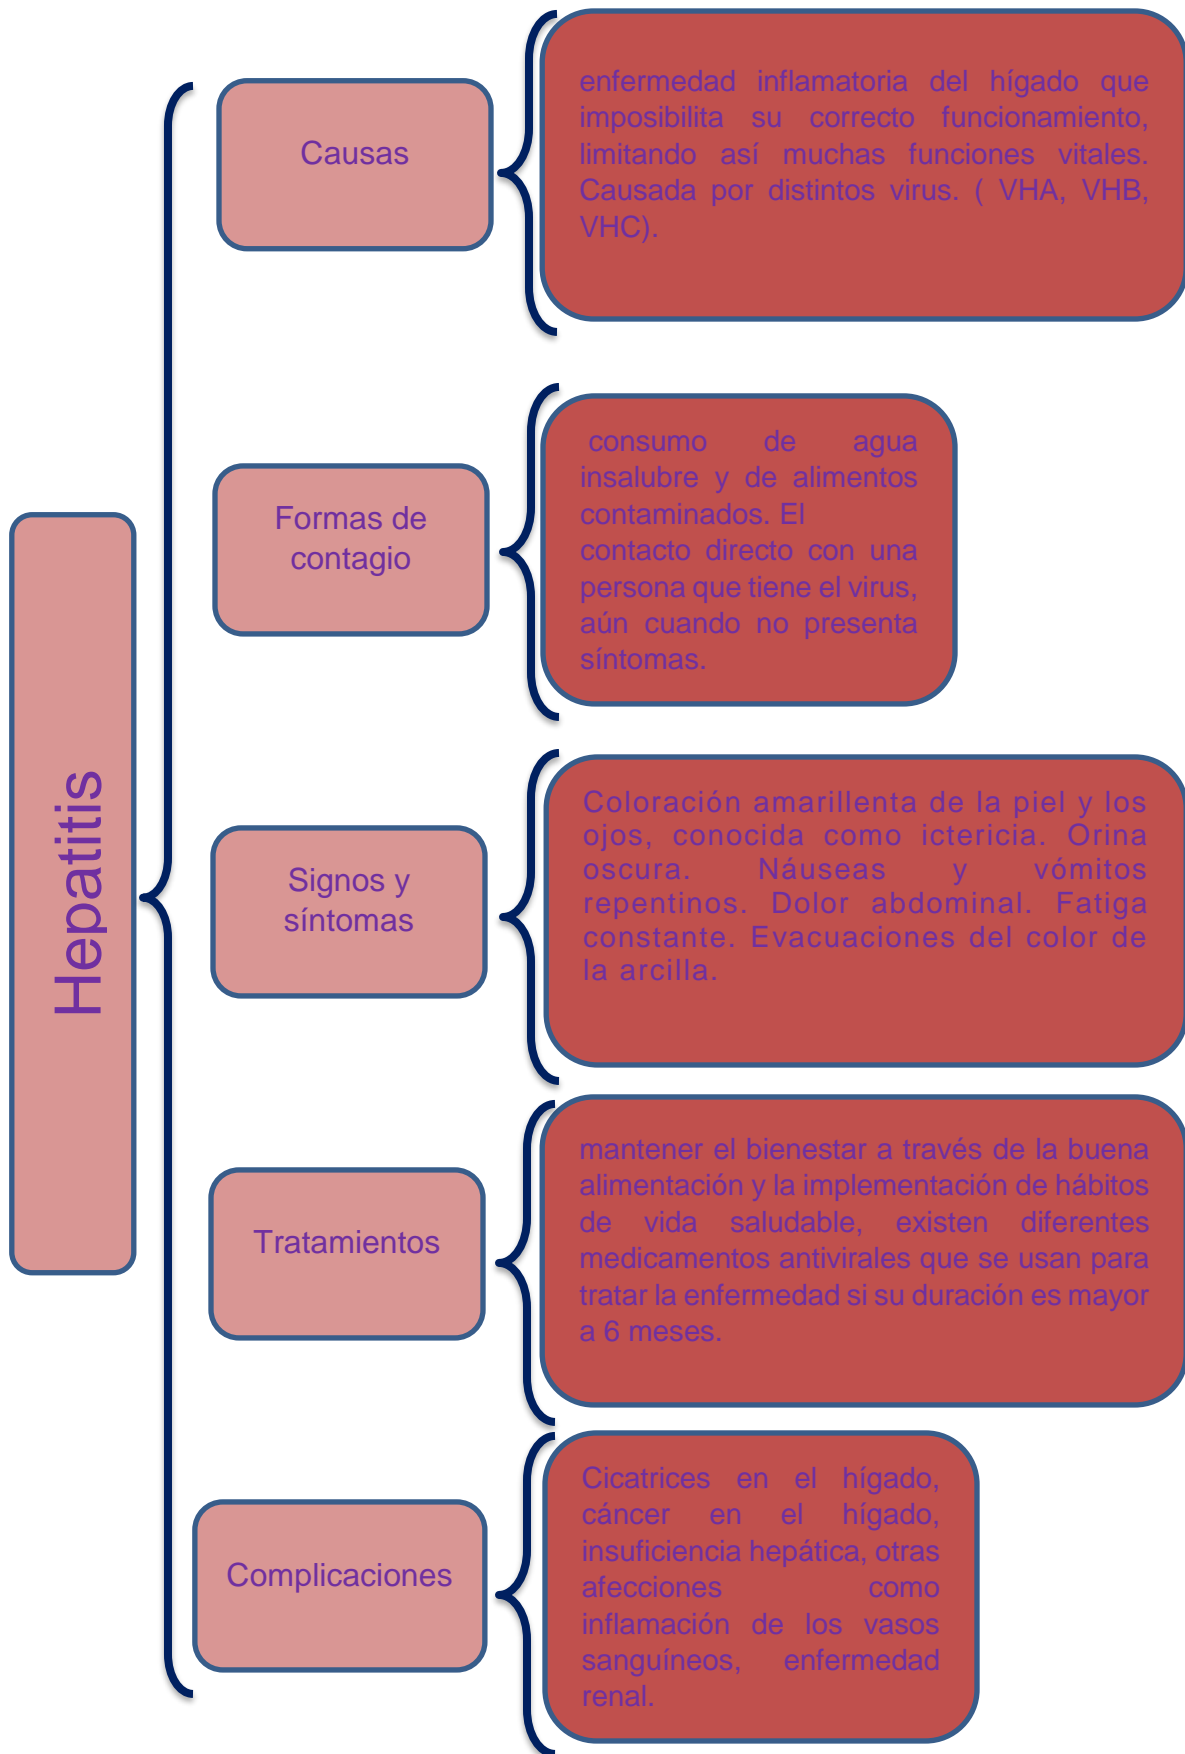 Hepatitis
Causas
enfermedad inflamatoria del hígado que
imposibilita su correcto funcionamiento,
limitando así muchas funciones vitales.
Causada por distintos virus. ( VHA, VHB,
VHC).
Formas de
contagio
consumo de agua
insalubre y de alimentos
contaminados. El
contacto directo con una
persona que tiene el virus,
aún cuando no presenta
síntomas.
Signos y
síntomas
Coloración amarillenta de la piel y los
ojos, conocida como ictericia. Orina
oscura. Náuseas y vómitos
repentinos. Dolor abdominal. Fatiga
constante. Evacuaciones del color de
la arcilla.
Tratamientos
mantener el bienestar a través de la buena
alimentación y la implementación de hábitos
de vida saludable, existen diferentes
medicamentos antivirales que se usan para
tratar la enfermedad si su duración es mayor
a 6 meses.
Complicaciones
Cicatrices en el hígado,
cáncer en el hígado,
insuficiencia hepática, otras
afecciones como
inflamación de los vasos
sanguíneos, enfermedad
renal.